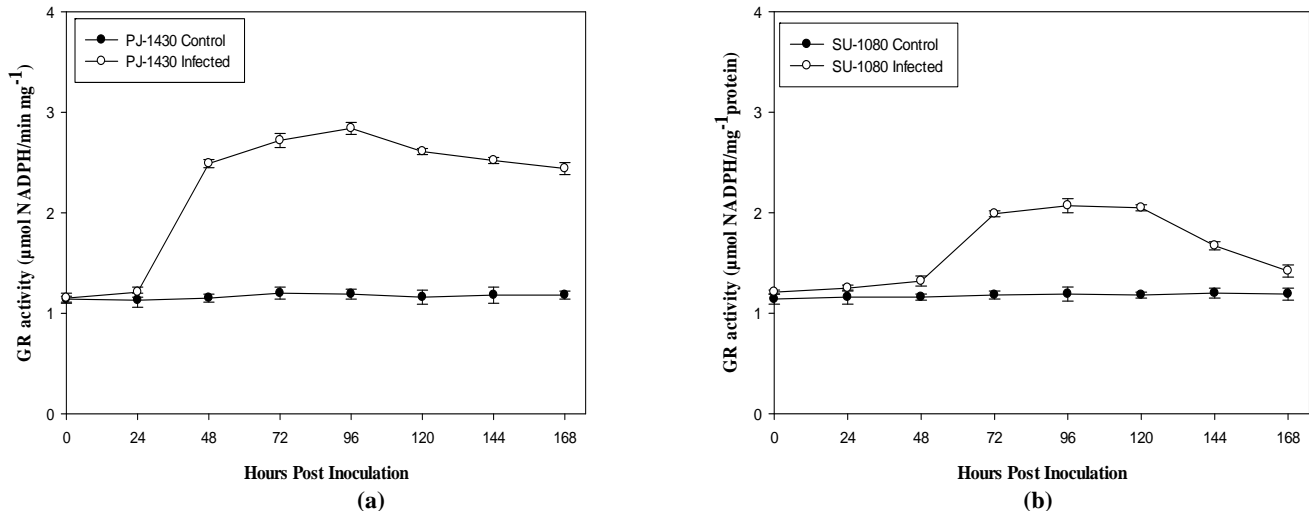 PJ-1430 Control
PJ-1430 Infected
GR activity (µmol NADPH/min mg⁻¹)
4
3
2
1
0
0 24 48 72 96 120 144 168
Hours Post Inoculation
(a)
SU-1080 Control
SU-1080 Infected
GR activity (µmol NADPH/mg⁻¹protein)
4
3
2
1
0
0 24 48 72 96 120 144 168
Hours Post Inoculation
(b)